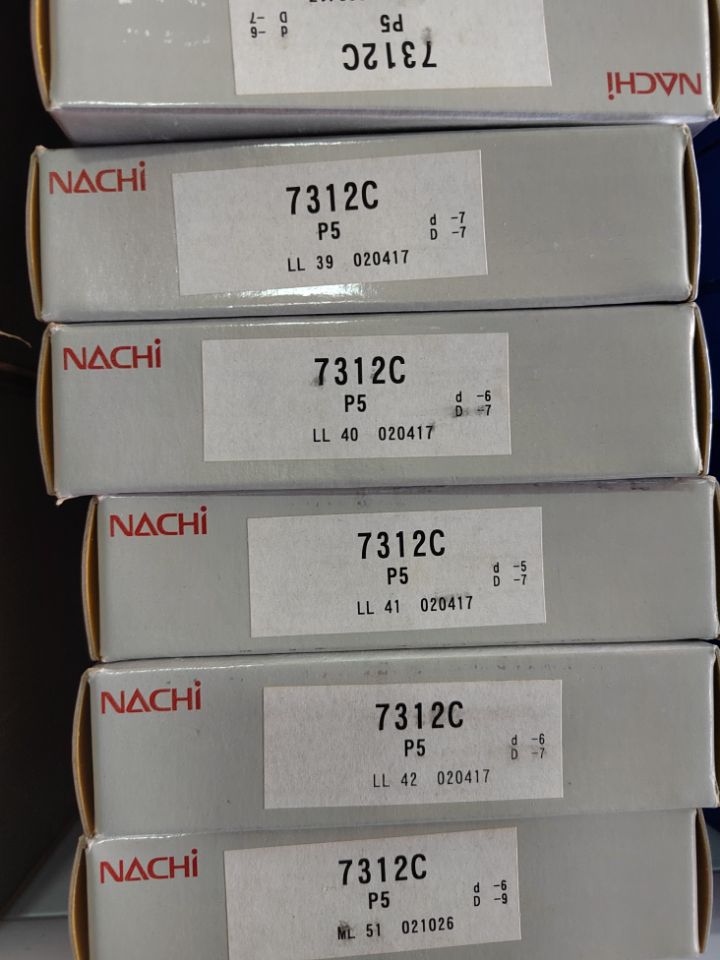 d -6
D -7
P5
7312C
NACHi
NACHi
7312C
P5
d -7
D -7
LL 39 020417
NACHi
7312C
P5
d -6
D -7
LL 40 020417
NACHi
7312C
P5
d -5
D -7
LL 41 020417
NACHi
7312C
P5
d -6
D -7
LL 42 020417
NACHi
7312C
P5
d -6
D -9
ML 51 021026